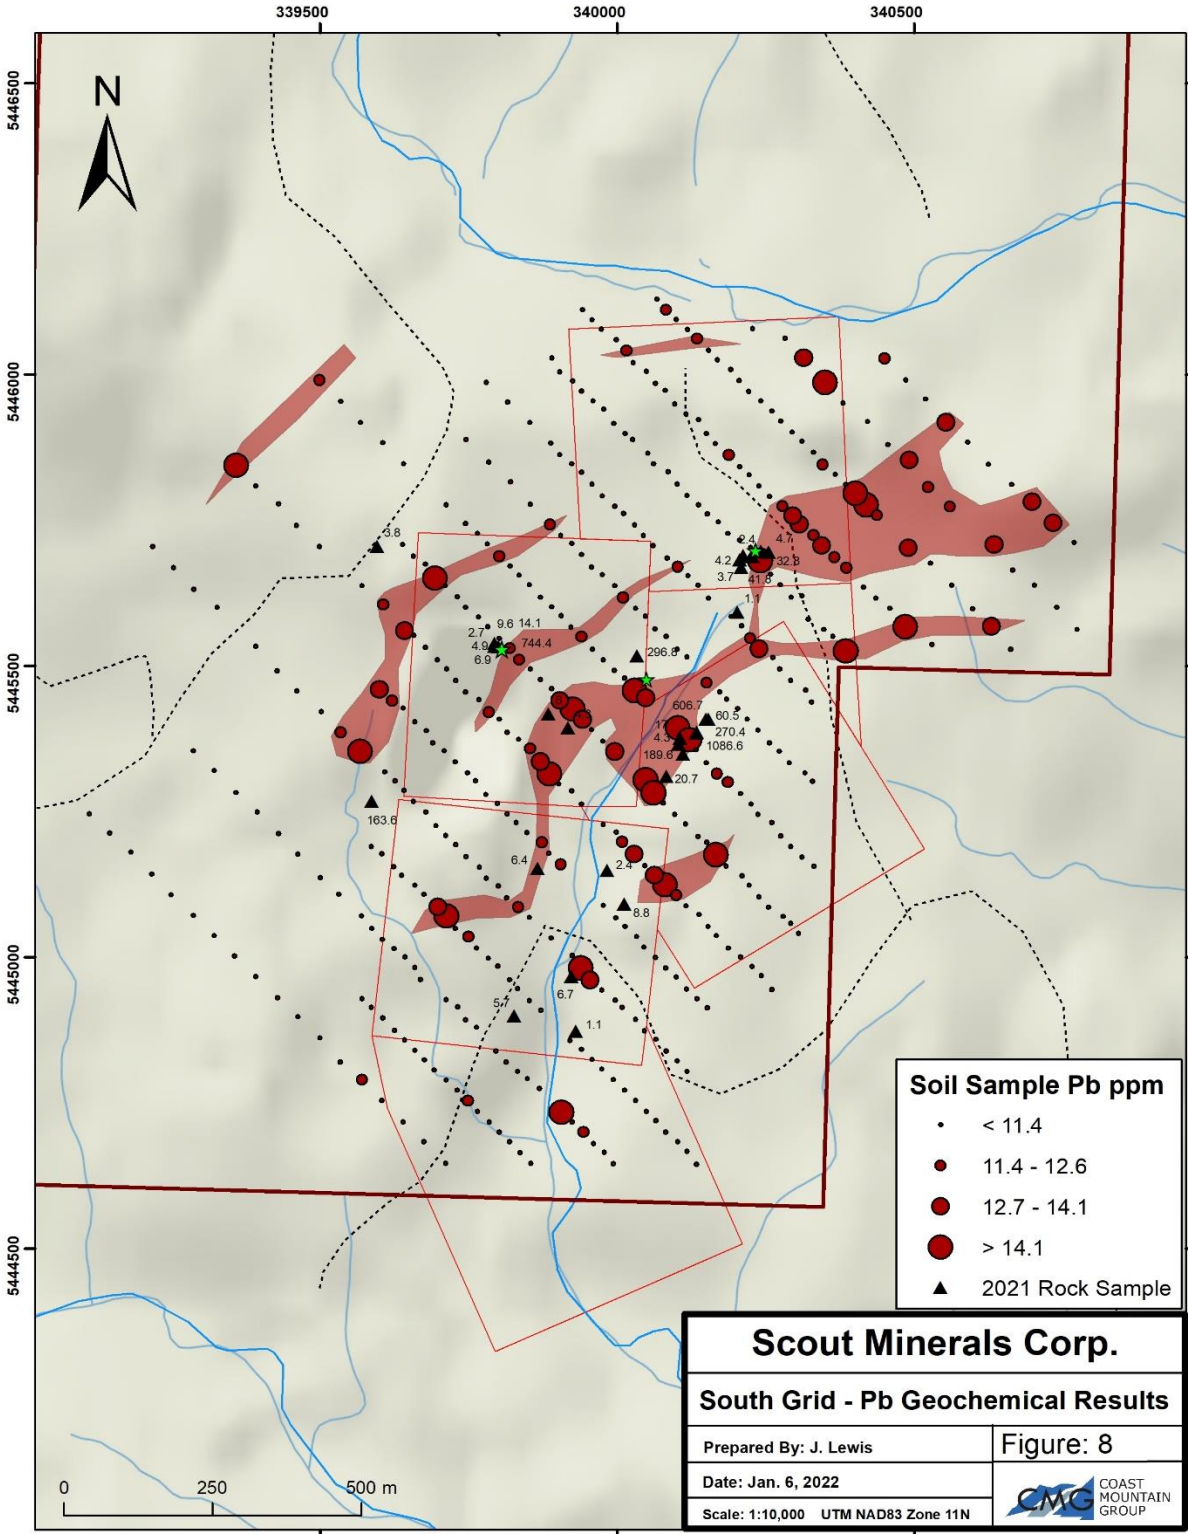 339500 340000 340500
5446500
N
5446000
3.8
2.4 4.7
4.2 32.3
3.7 41.8
1.1
9.6 14.1
2.7
744.4
4.9
6.9
296.8
5445500
606.7
60.5
270.4
4.3
1086.6
189.6
20.7
163.6
6.4
2.4
8.8
5445000
6.7
5.7
1.1
5444500
Soil Sample Pb ppm
< 11.4
11.4 - 12.6
12.7 - 14.1
> 14.1
2021 Rock Sample
Scout Minerals Corp.
South Grid - Pb Geochemical Results
Prepared By: J. Lewis
Figure: 8
Date: Jan. 6, 2022
Scale: 1:10,000 UTM NAD83 Zone 11N
CMG COAST
MOUNTAIN
GROUP
0 250 500 m